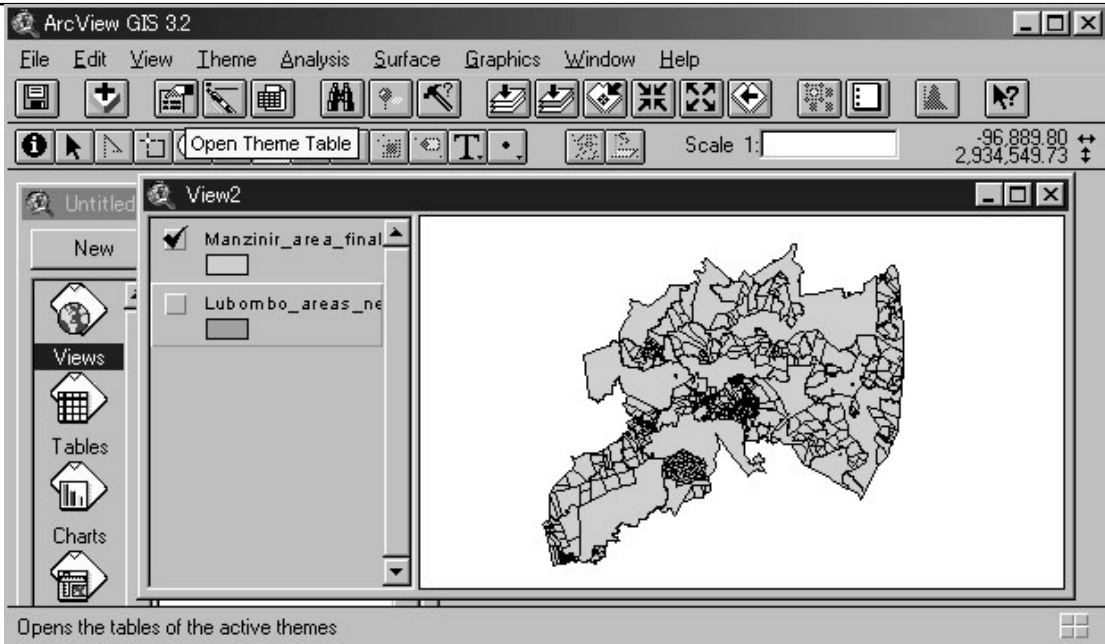 ArcView GIS 3.2
File Edit View Theme Analysis Surface Graphics Window Help
Open Theme Table
T
Scale 1:
-96,889.80
2,934,549.73
Untitled
View2
New
Manzinir_area_final
Lubombo_areas_ne
Views
Tables
Charts
Opens the tables of the active themes